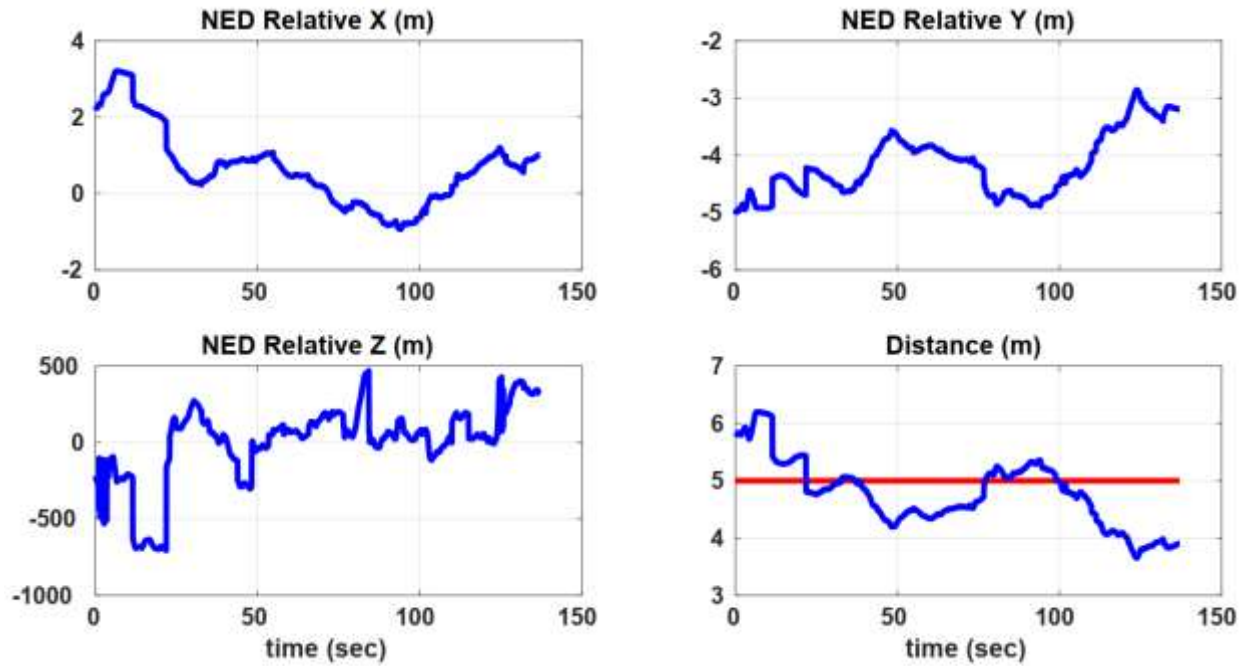 NED Relative X (m)
4
2
0
-2
0 50 100 150
NED Relative Y (m)
-2
-3
-4
-5
-6
0 50 100 150
NED Relative Z (m)
500
0
-500
-1000
0 50 100 150
time (sec)
Distance (m)
7
6
5
4
3
0 50 100 150
time (sec)